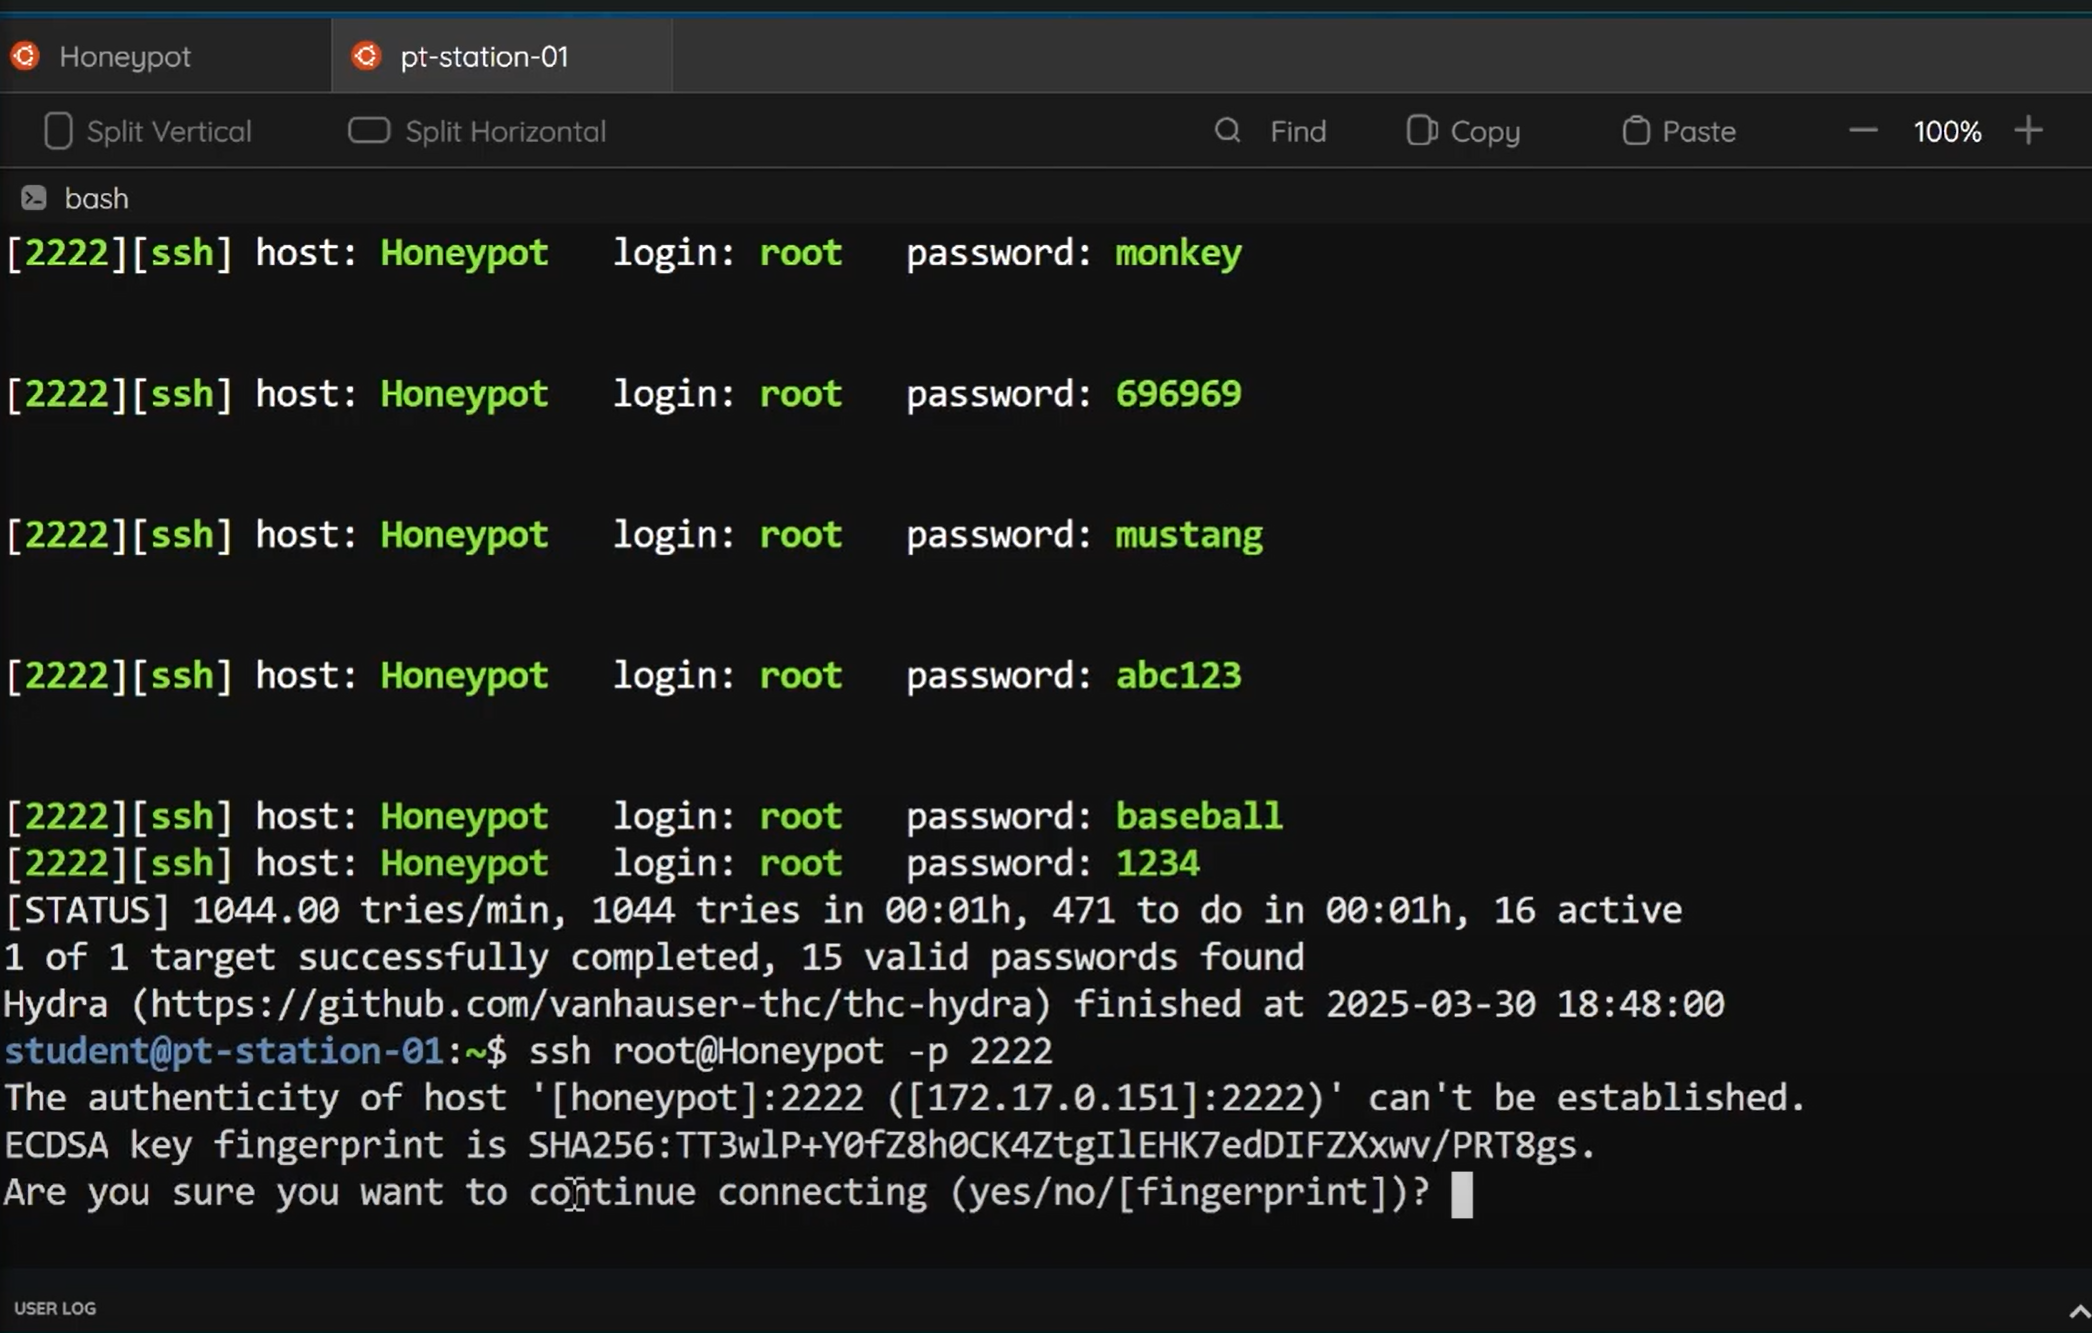 Honeypot
pt-station-01
Split Vertical
Split Horizontal
Find
Copy
Paste
100%
bash
[2222][ssh] host: Honeypot   login: root   password: monkey
[2222][ssh] host: Honeypot   login: root   password: 696969
[2222][ssh] host: Honeypot   login: root   password: mustang
[2222][ssh] host: Honeypot   login: root   password: abc123
[2222][ssh] host: Honeypot   login: root   password: baseball
[2222][ssh] host: Honeypot   login: root   password: 1234
[STATUS] 1044.00 tries/min, 1044 tries in 00:01h, 471 to do in 00:01h, 16 active
1 of 1 target successfully completed, 15 valid passwords found
Hydra (https://github.com/vanhauser-thc/thc-hydra) finished at 2025-03-30 18:48:00
student@pt-station-01:~$ ssh root@Honeypot -p 2222
The authenticity of host '[honeypot]:2222 ([172.17.0.151]:2222)' can't be established.
ECDSA key fingerprint is SHA256:TT3wlP+Y0fZ8h0CK4ZtgIlEHK7edDIFZXxwv/PRT8gs.
Are you sure you want to continue connecting (yes/no/[fingerprint])?
USER LOG